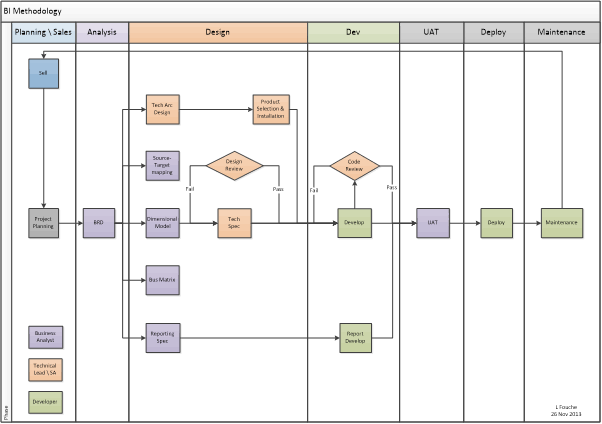 BI Methodology
Planning \ Sales
Analysis
Design
Dev
UAT
Deploy
Maintenance
Sell
Tech Arc
Design
Product
Selection &
Installation
Source-
Target
mapping
Design
Review
Code
Review
Fail
Pass
Fail
Pass
Project
Planning
BRD
Dimensional
Model
Tech
Spec
Develop
UAT
Deploy
Maintenance
Bus Matrix
Reporting
Spec
Report
Develop
Business
Analyst
Technical
Lead \ SA
Developer
Phase
L Fouche
26 Nov 2013